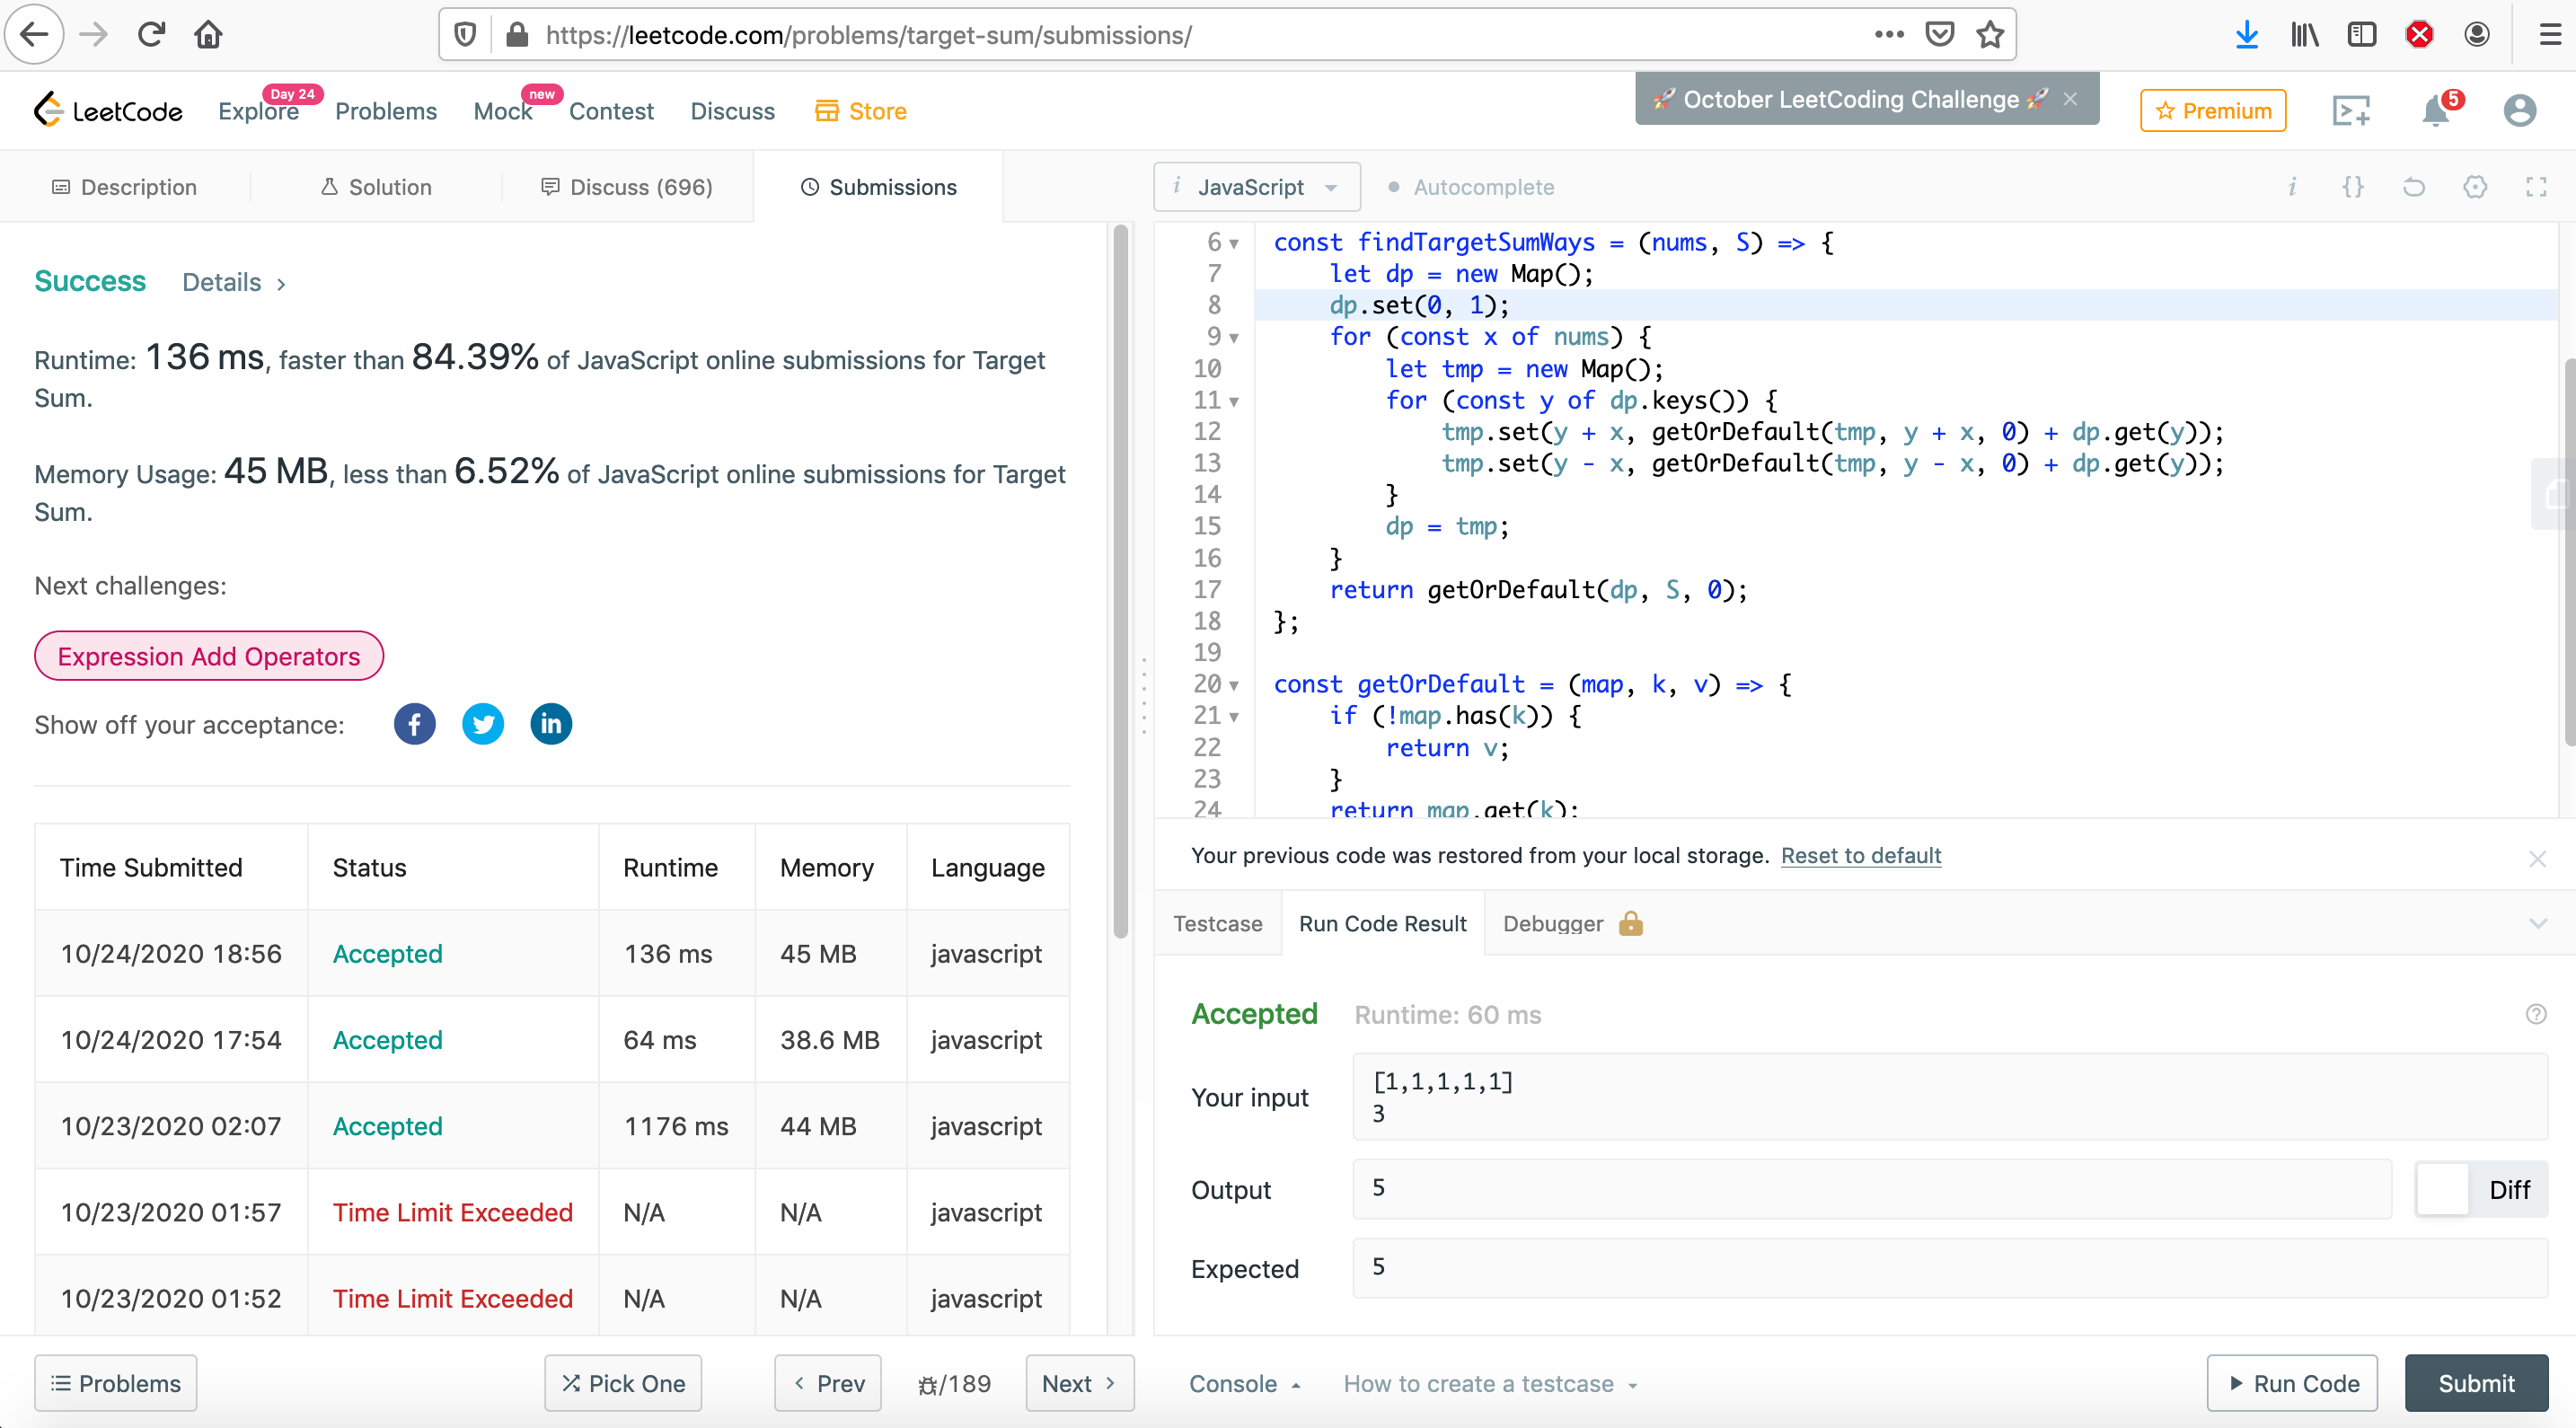 https://leetcode.com/problems/target-sum/submissions/
LeetCode
Explore
Day 24
Problems
Mock
new
Contest
Discuss
Store
🚀 October LeetCoding Challenge 🚀 ×
Premium
5
Description
Solution
Discuss (696)
Submissions
i JavaScript
Autocomplete
Success Details >
Runtime: 136 ms, faster than 84.39% of JavaScript online submissions for Target
Sum.
Memory Usage: 45 MB, less than 6.52% of JavaScript online submissions for Target
Sum.
Next challenges:
Expression Add Operators
Show off your acceptance:
Time Submitted Status Runtime Memory Language
10/24/2020 18:56 Accepted 136 ms 45 MB javascript
10/24/2020 17:54 Accepted 64 ms 38.6 MB javascript
10/23/2020 02:07 Accepted 1176 ms 44 MB javascript
10/23/2020 01:57 Time Limit Exceeded N/A N/A javascript
10/23/2020 01:52 Time Limit Exceeded N/A N/A javascript
Problems
Pick One
< Prev
/189
Next >
6 const findTargetSumWays = (nums, S) => {
7 let dp = new Map();
8 dp.set(0, 1);
9 for (const x of nums) {
10 let tmp = new Map();
11 for (const y of dp.keys()) {
12 tmp.set(y + x, getOrDefault(tmp, y + x, 0) + dp.get(y));
13 tmp.set(y - x, getOrDefault(tmp, y - x, 0) + dp.get(y));
14 }
15 dp = tmp;
16 }
17 return getOrDefault(dp, S, 0);
18 };
19
20 const getOrDefault = (map, k, v) => {
21 if (!map.has(k)) {
22 return v;
23 }
24 return map.get(k);
Your previous code was restored from your local storage. Reset to default
Testcase
Run Code Result
Debugger
Accepted Runtime: 60 ms
Your input
[1,1,1,1,1]
3
Output
5
Diff
Expected
5
Console
How to create a testcase
Run Code
Submit